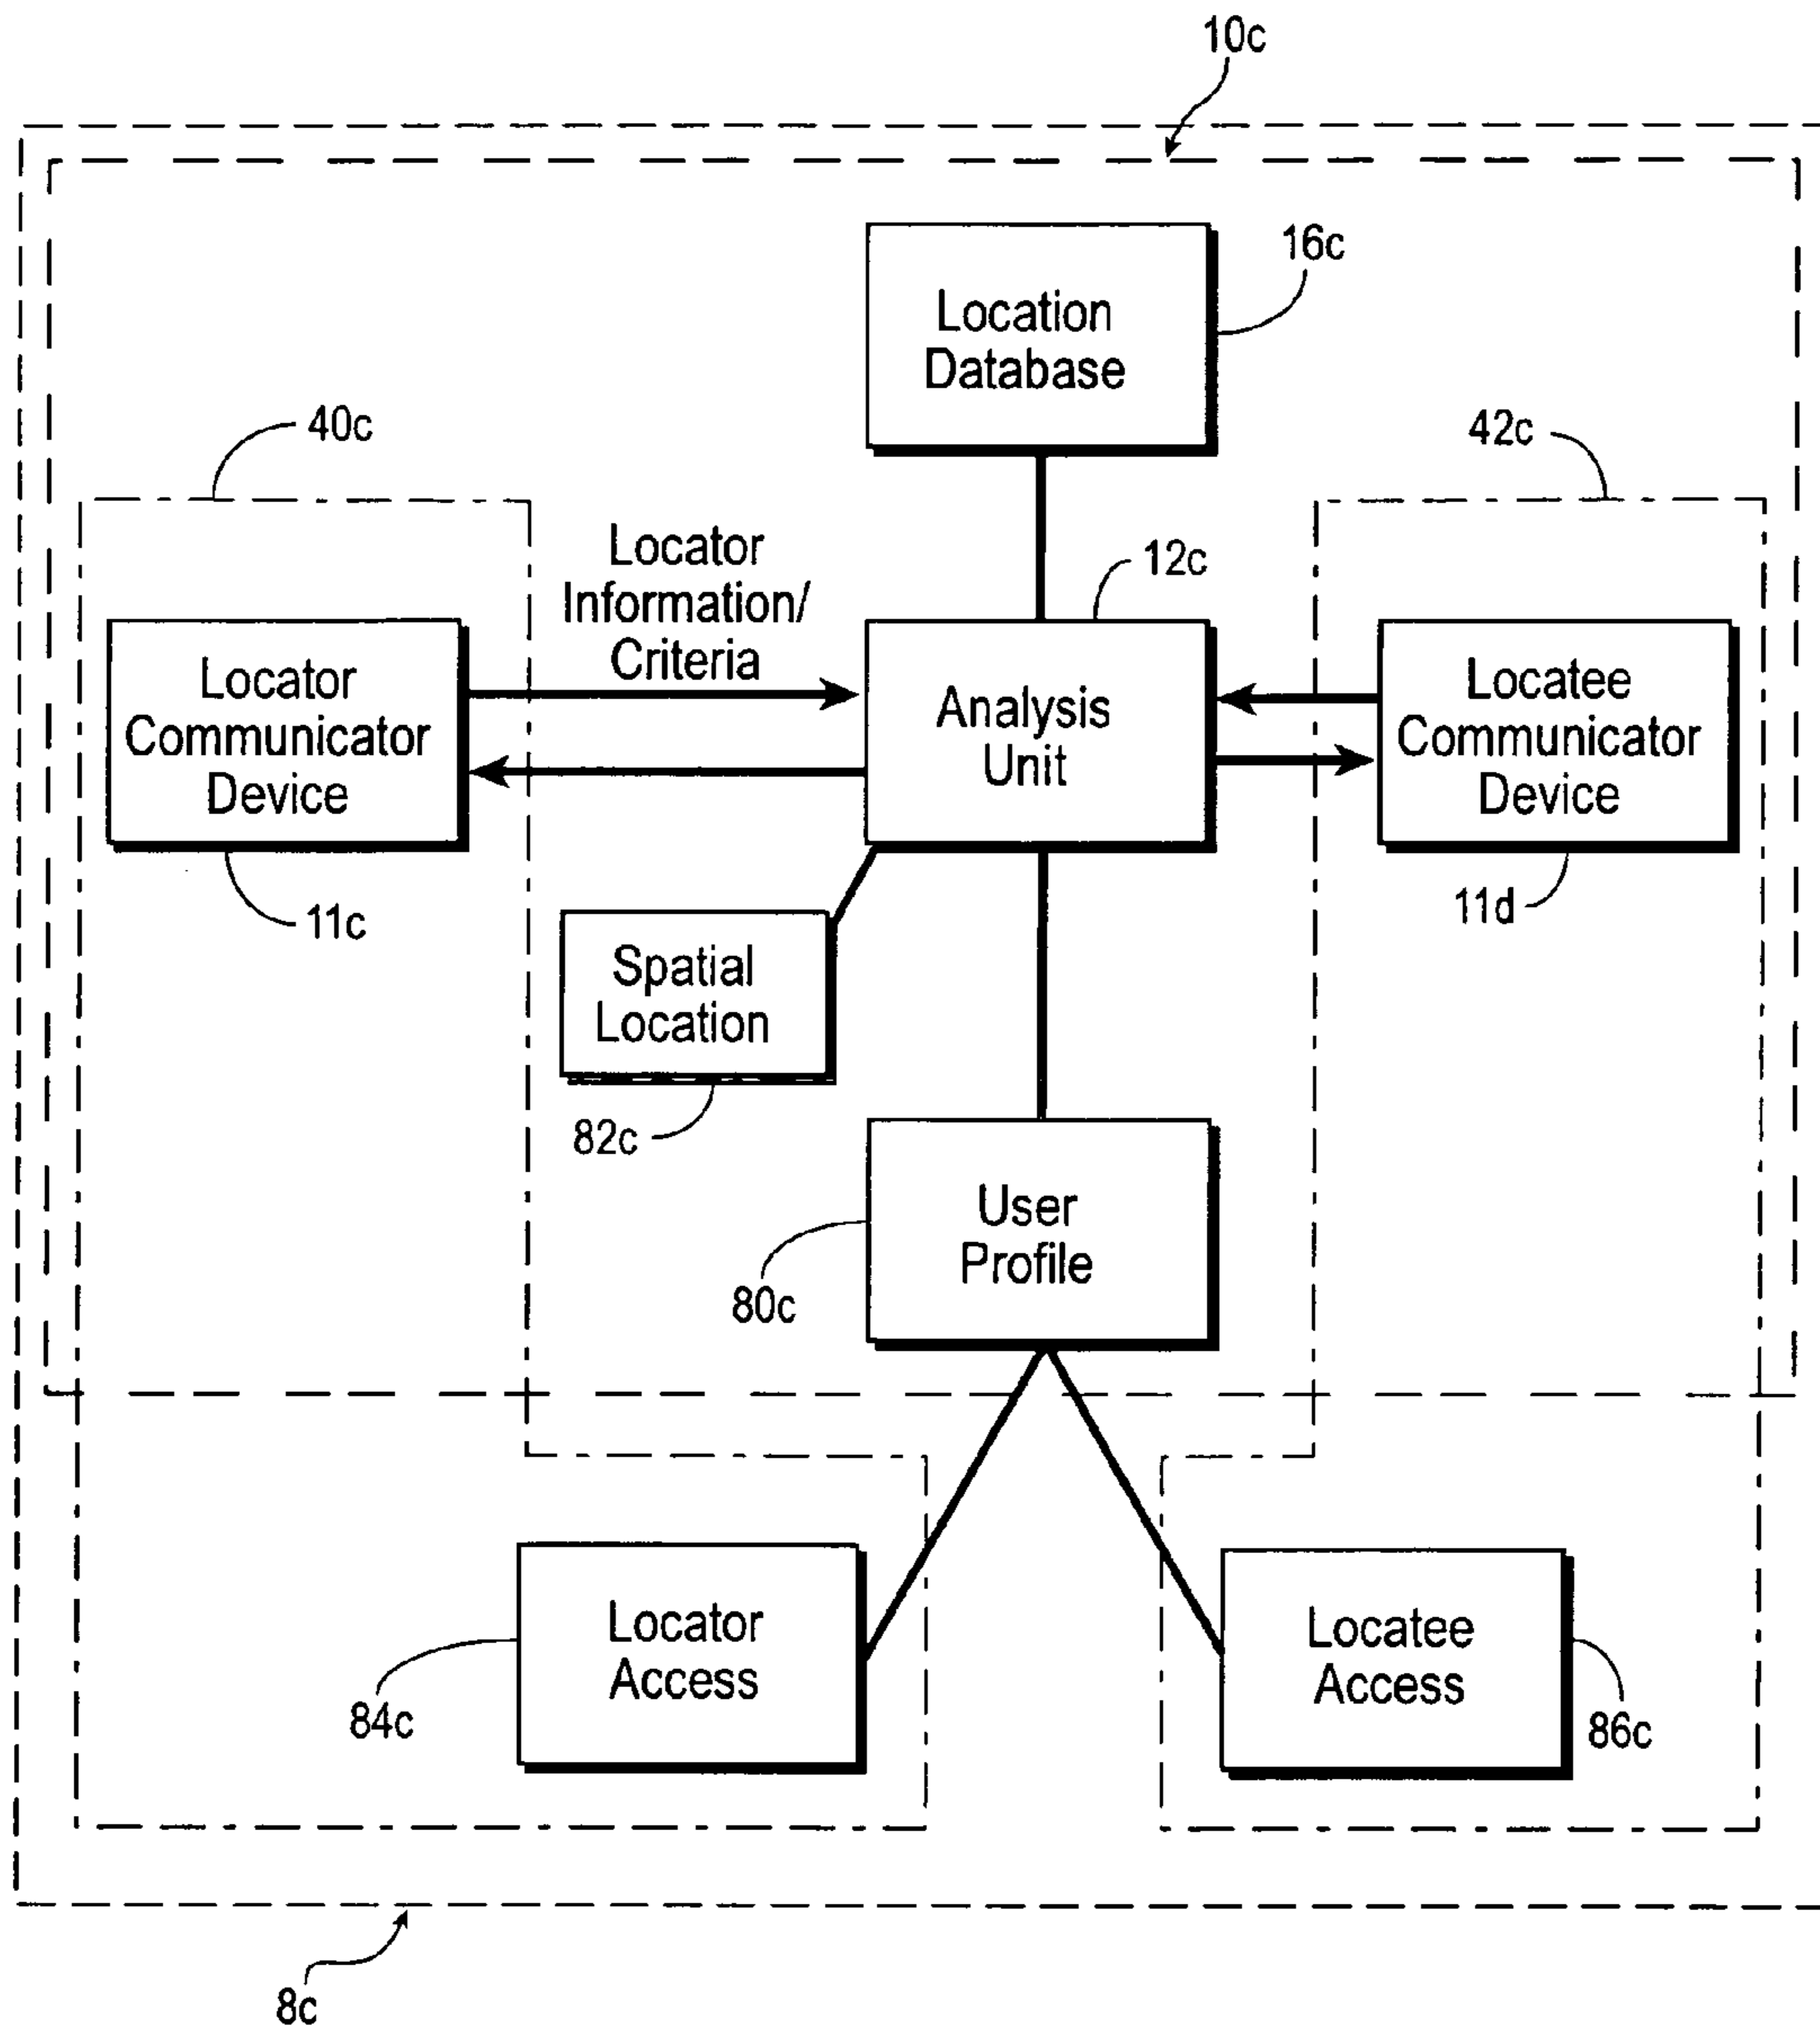 10c
Location
Database
16c
40c
42c
Locator
Information/
Criteria
12c
Locator
Communicator
Device
Analysis
Unit
Locatee
Communicator
Device
11c
11d
Spatial
Location
82c
User
Profile
80c
Locator
Access
84c
Locatee
Access
86c
8c